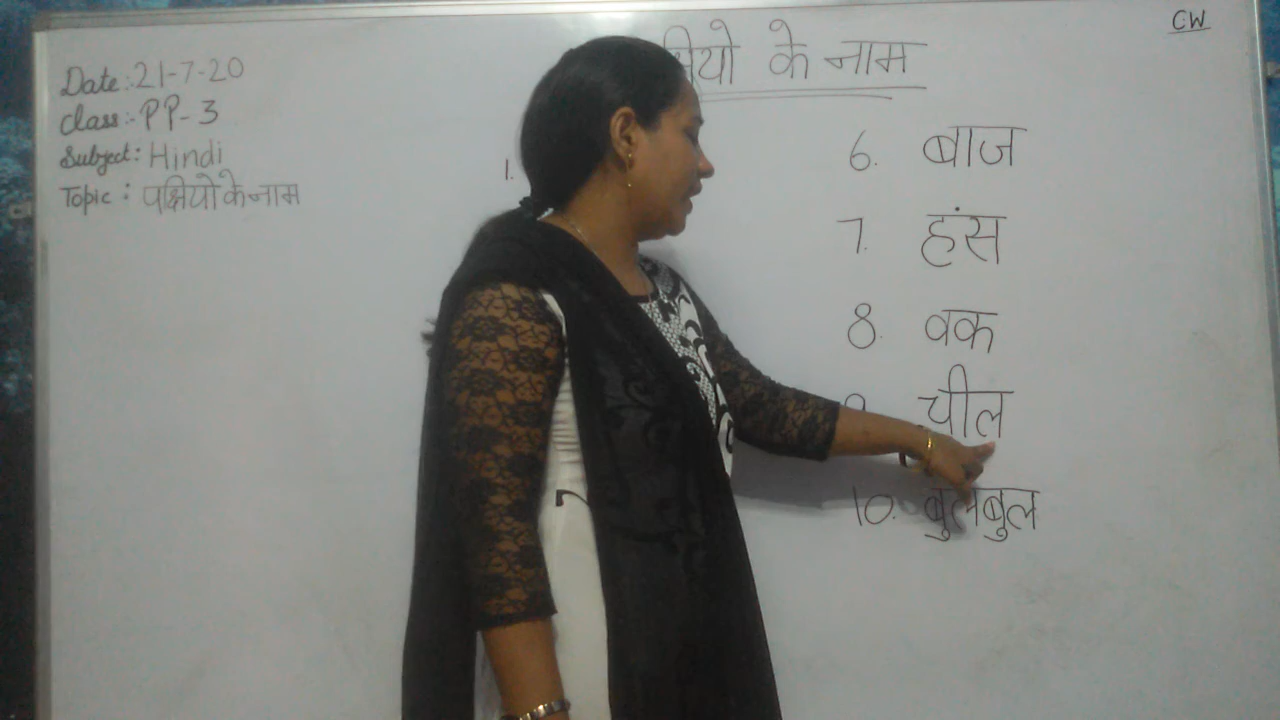 CW
Date:-21-7-20
Class:-PP-3
Subject: Hindi
Topic: पक्षियो के नाम
क्षियो के नाम
1.
6. बाज
7. हंस
8. वक
9. चील
10. बुलबुल